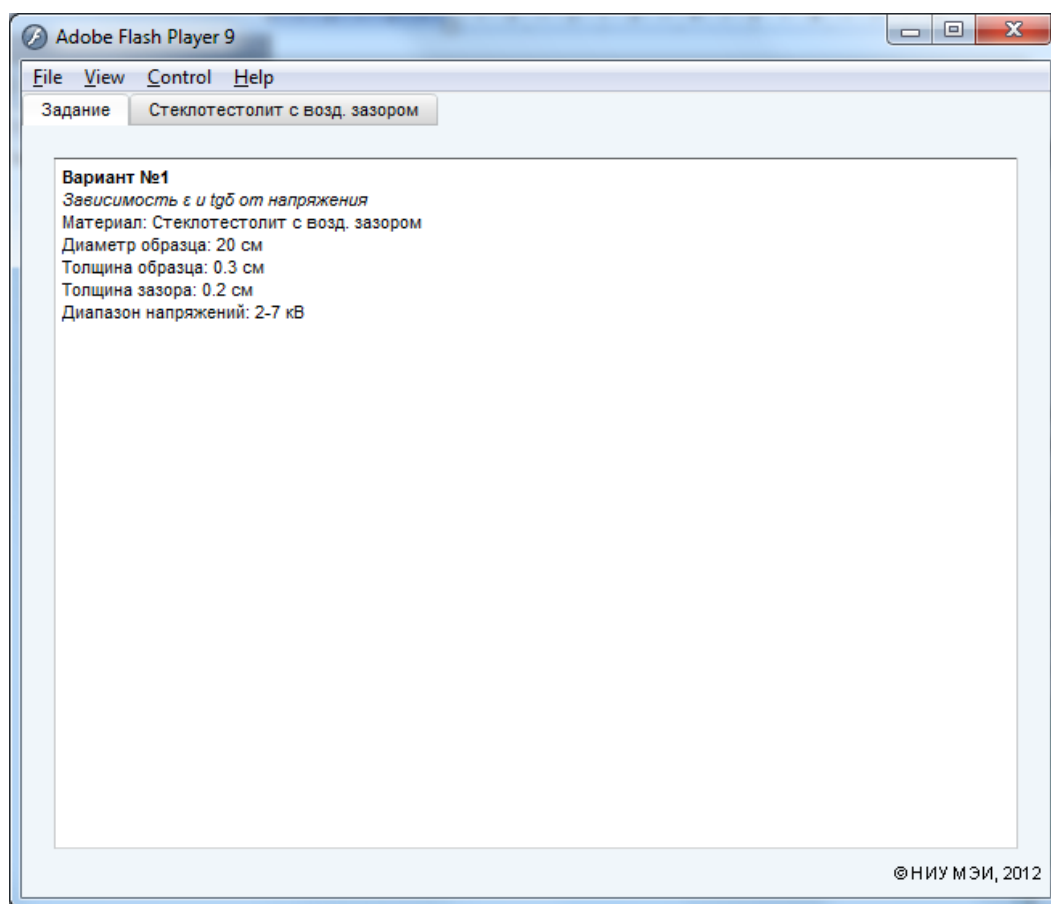 Adobe Flash Player 9
File View Control Help
Задание Стеклотестолит с возд. зазором
Вариант №1
Зависимость ε и tgδ от напряжения
Материал: Стеклотестолит с возд. зазором
Диаметр образца: 20 см
Толщина образца: 0.3 см
Толщина зазора: 0.2 см
Диапазон напряжений: 2-7 кВ
© НИУ МЭИ, 2012